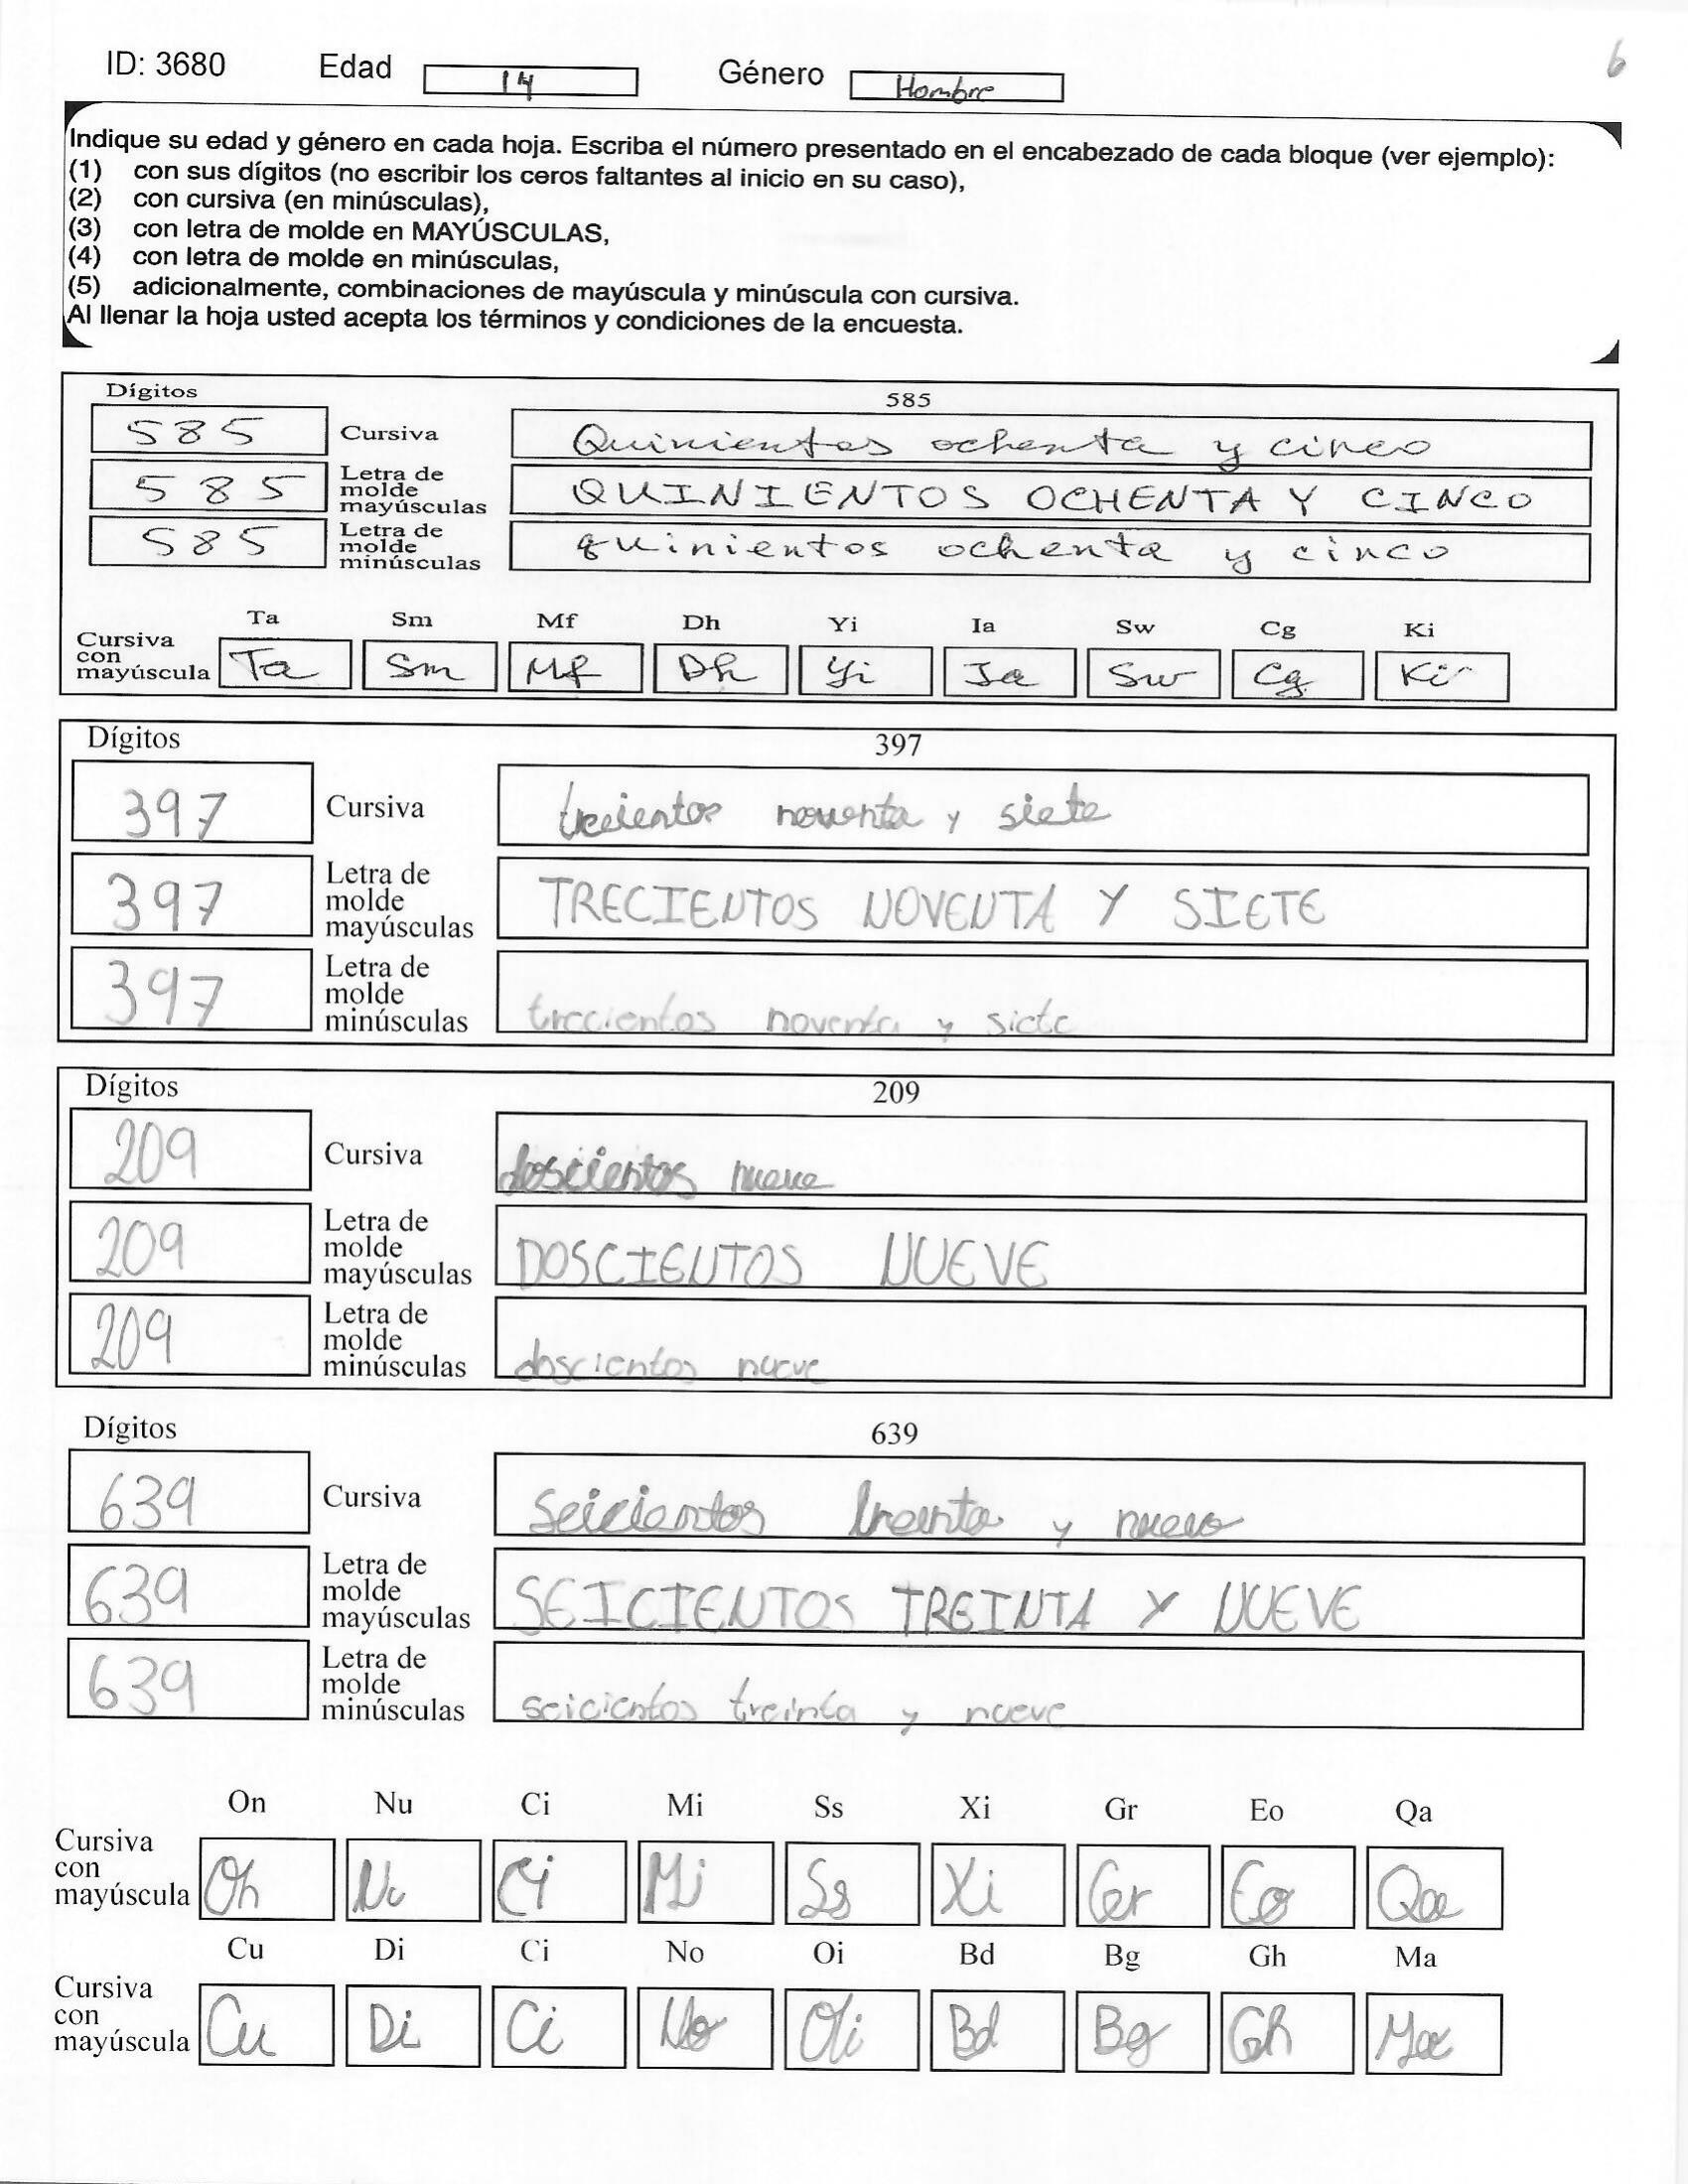 ID: 3680 Edad 14 Género Hombre 6
Indique su edad y género en cada hoja. Escriba el número presentado en el encabezado de cada bloque (ver ejemplo):
(1) con sus dígitos (no escribir los ceros faltantes al inicio en su caso),
(2) con cursiva (en minúsculas),
(3) con letra de molde en MAYÚSCULAS,
(4) con letra de molde en minúsculas,
(5) adicionalmente, combinaciones de mayúscula y minúscula con cursiva.
Al llenar la hoja usted acepta los términos y condiciones de la encuesta.
Dígitos 585
585 Cursiva Quinientos ochenta y cinco
585 Letra de molde mayúsculas QUINIENTOS OCHENTA Y CINCO
585 Letra de molde minúsculas quinientos ochenta y cinco
Ta Sm Mf Dh Yi Ia Sw Cg Ki
Cursiva con mayúscula Ta Sm Mf Dh Yi Ia Sw Cg Ki
Dígitos 397
397 Cursiva treientos noventa y siete
397 Letra de molde mayúsculas TRECIENTOS NOVENTA Y SIETE
397 Letra de molde minúsculas trecientos noventa y siete
Dígitos 209
209 Cursiva doscientos nueve
209 Letra de molde mayúsculas DOSCIENTOS NUEVE
209 Letra de molde minúsculas doscientos nueve
Dígitos 639
639 Cursiva seicientos treinta y nueve
639 Letra de molde mayúsculas SEICIENTOS TREINTA Y NUEVE
639 Letra de molde minúsculas seicientos treinta y nueve
On Nu Ci Mi Ss Xi Gr Eo Qa
Cursiva con mayúscula On Nu Ci Mi Ss Xi Gr Eo Qa
Cu Di Ci No Oi Bd Bg Gh Ma
Cursiva con mayúscula Cu Di Ci No Oi Bd Bg Gh Ma